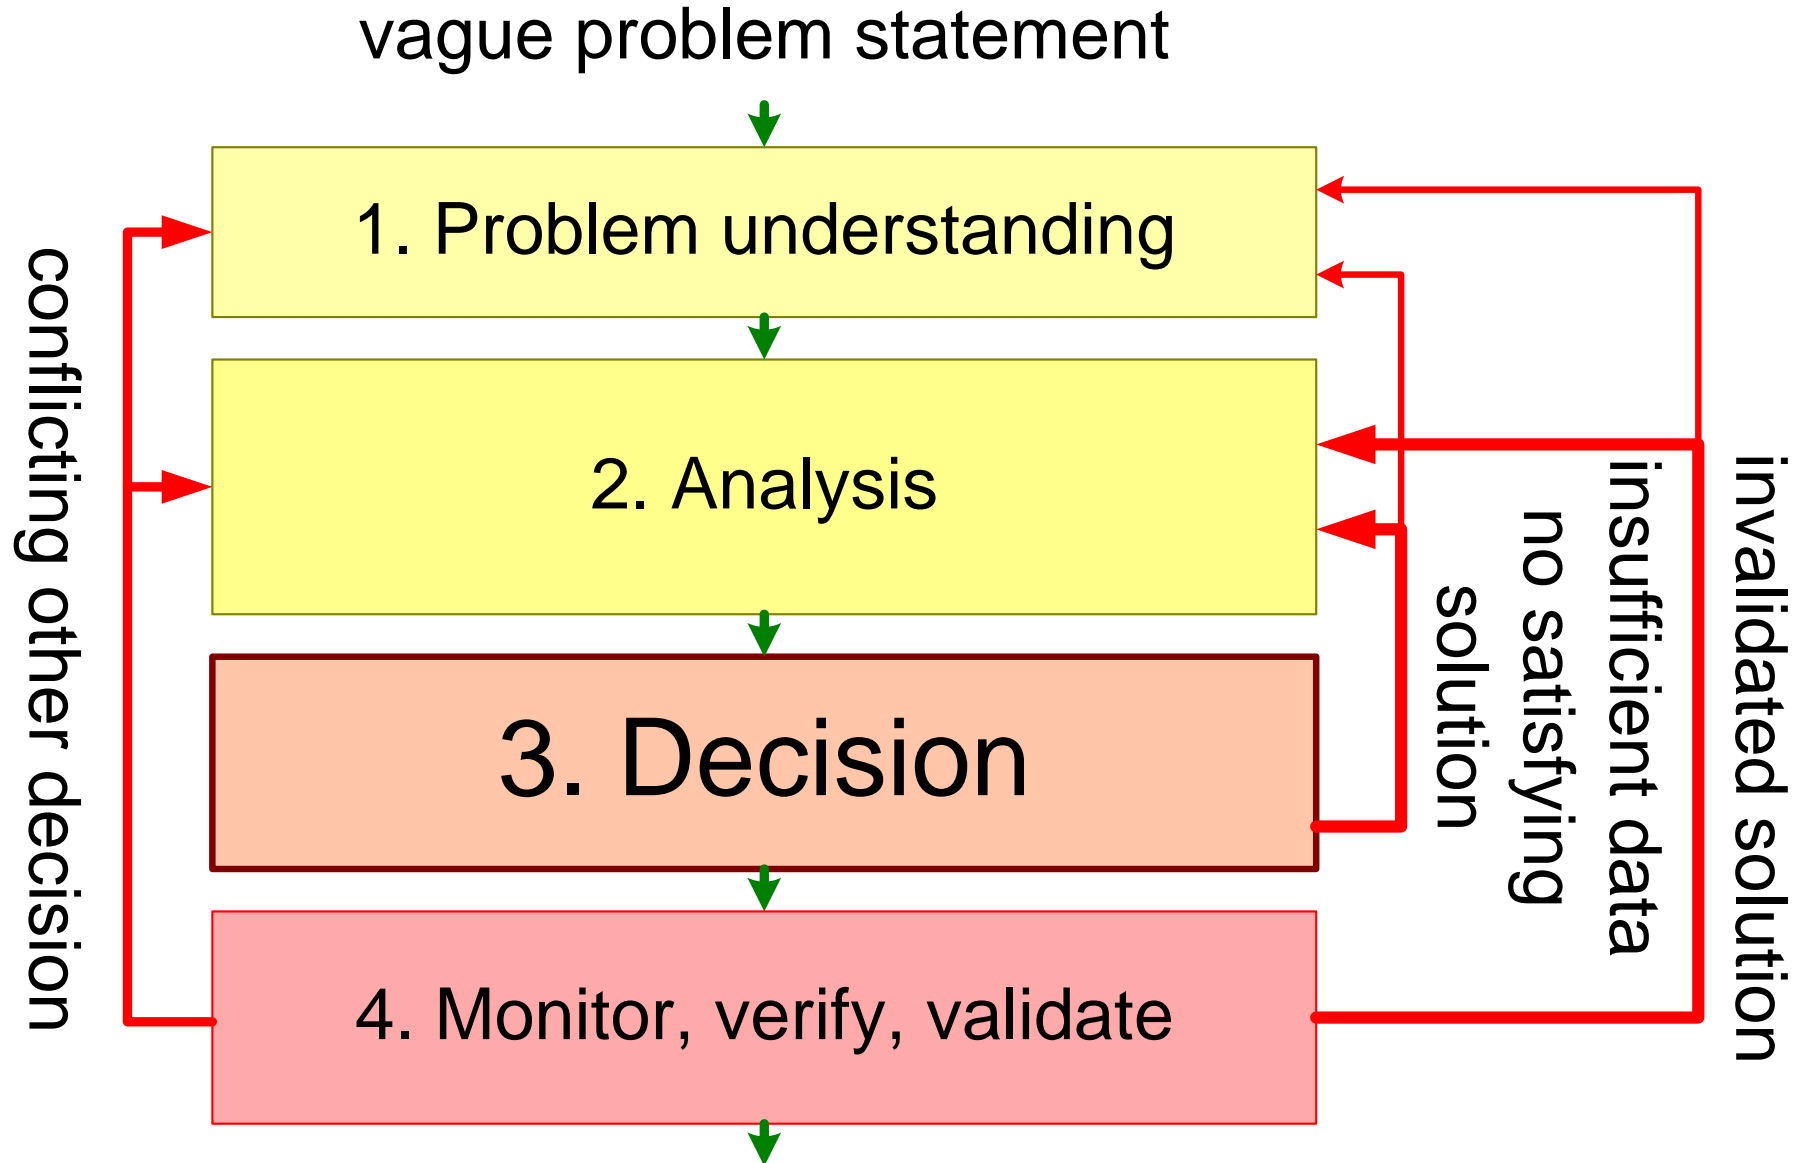 vague problem statement
1. Problem understanding
2. Analysis
3. Decision
4. Monitor, verify, validate
conflicting other decision
insufficient data
no satisfying
solution
invalidated solution